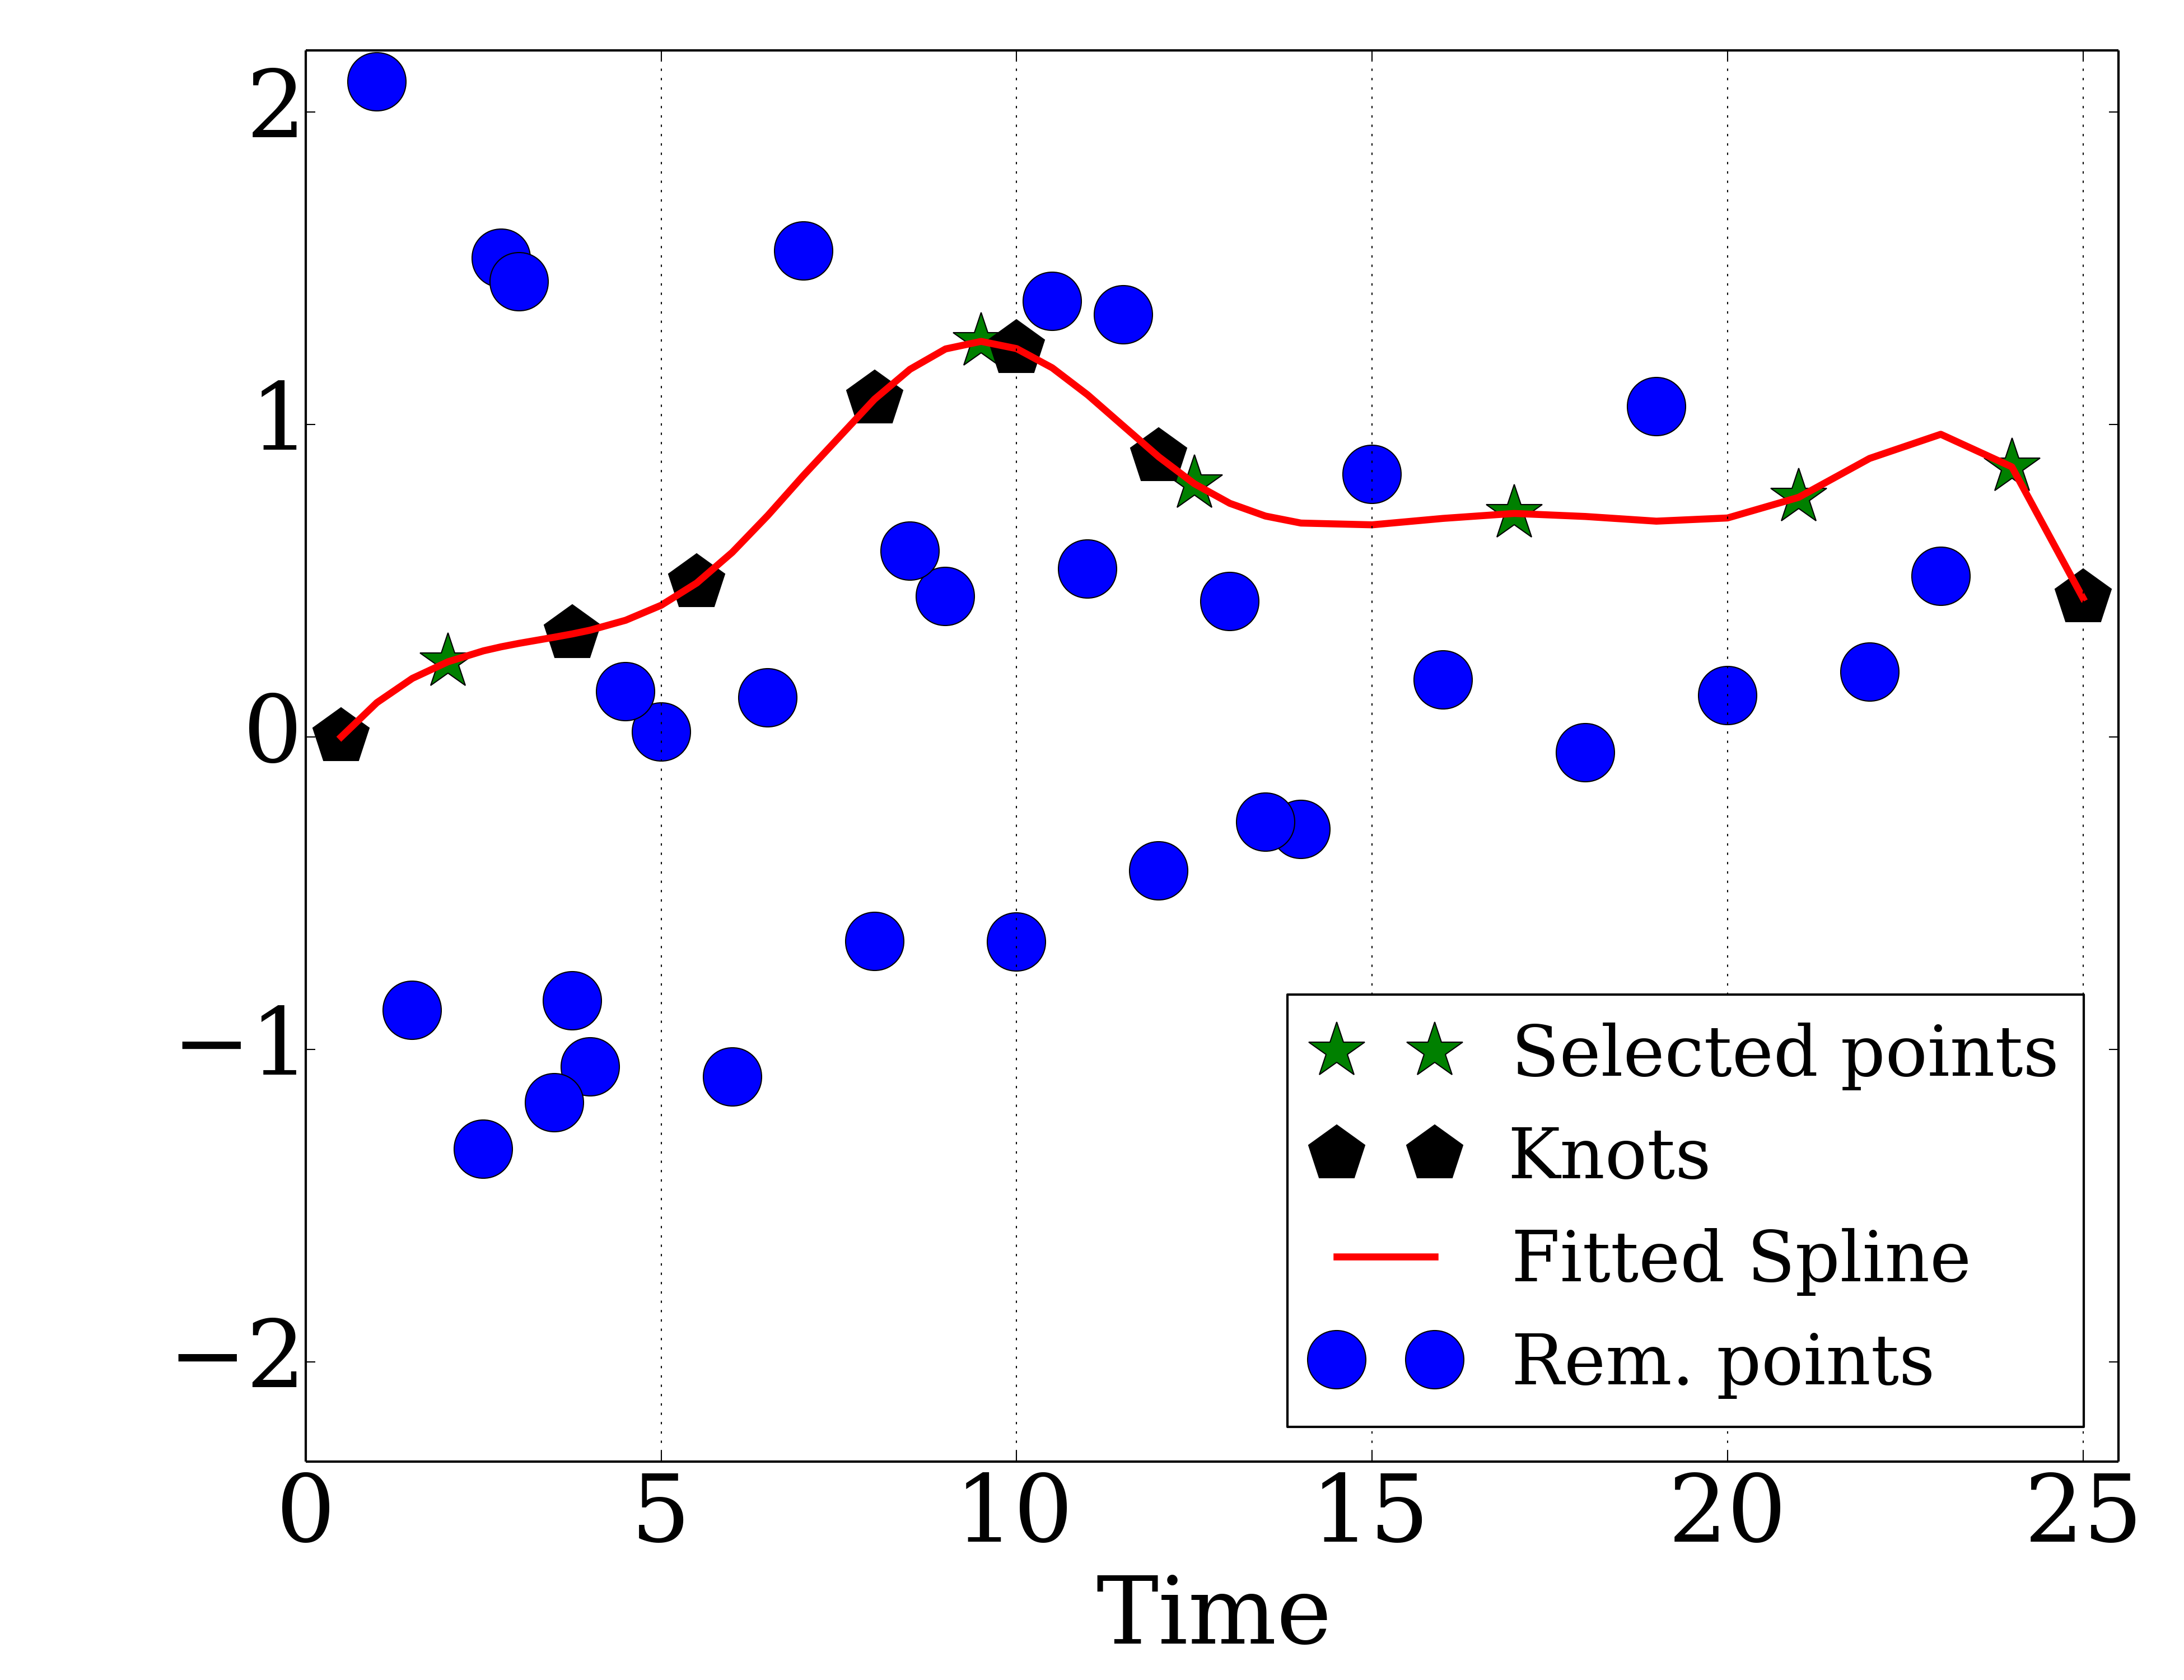 2
1
0
−1
−2
0 5 10 15 20 25
Time
Selected points
Knots
Fitted Spline
Rem. points